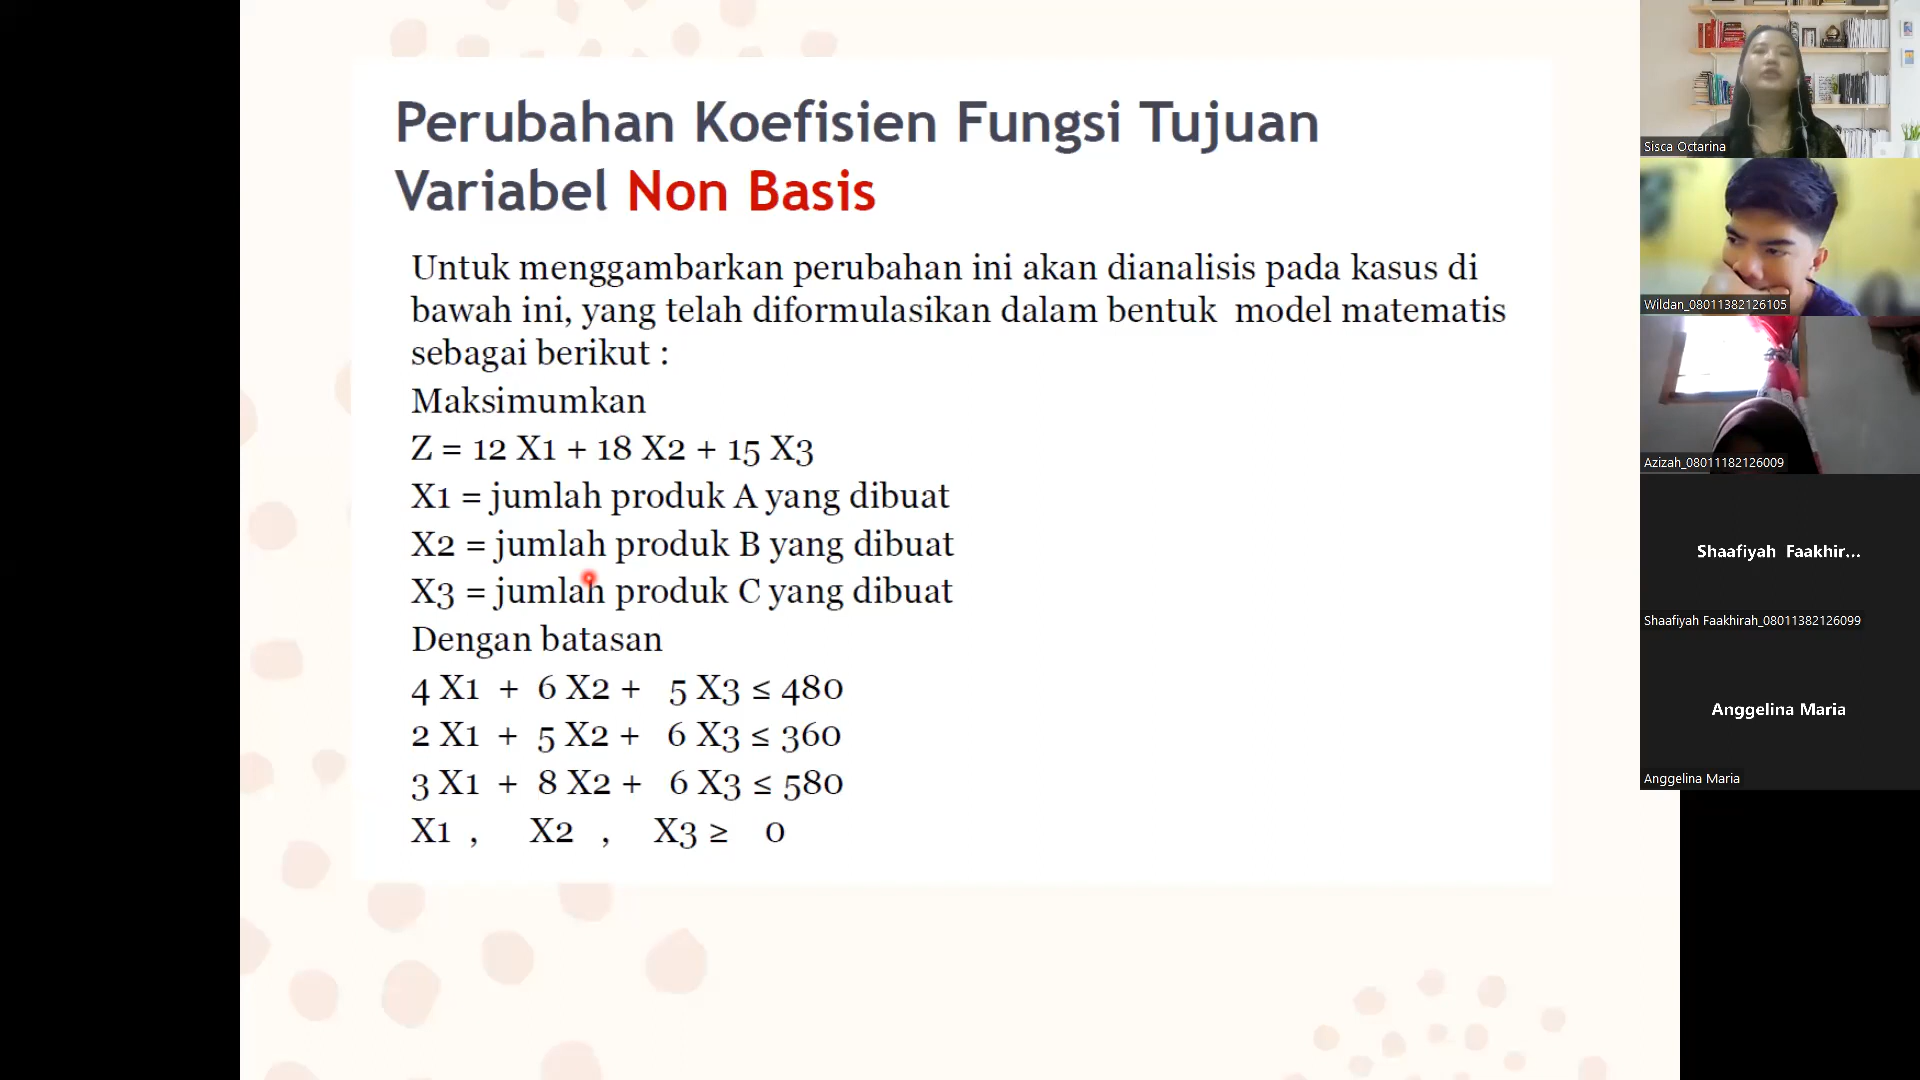 Perubahan Koefisien Fungsi Tujuan
Variabel Non Basis
Untuk menggambarkan perubahan ini akan dianalisis pada kasus di
bawah ini, yang telah diformulasikan dalam bentuk model matematis
sebagai berikut :
Maksimumkan
Z = 12 X1 + 18 X2 + 15 X3
X1 = jumlah produk A yang dibuat
X2 = jumlah produk B yang dibuat
X3 = jumlah produk C yang dibuat
Dengan batasan
4 X1 + 6 X2 + 5 X3 ≤ 480
2 X1 + 5 X2 + 6 X3 ≤ 360
3 X1 + 8 X2 + 6 X3 ≤ 580
X1 , X2 , X3 ≥ 0
Sisca Octarina
Wildan_08011382126105
Azizah_08011182126009
Shaafiyah Faakhir...
Shaafiyah Faakhirah_08011382126099
Anggelina Maria
Anggelina Maria